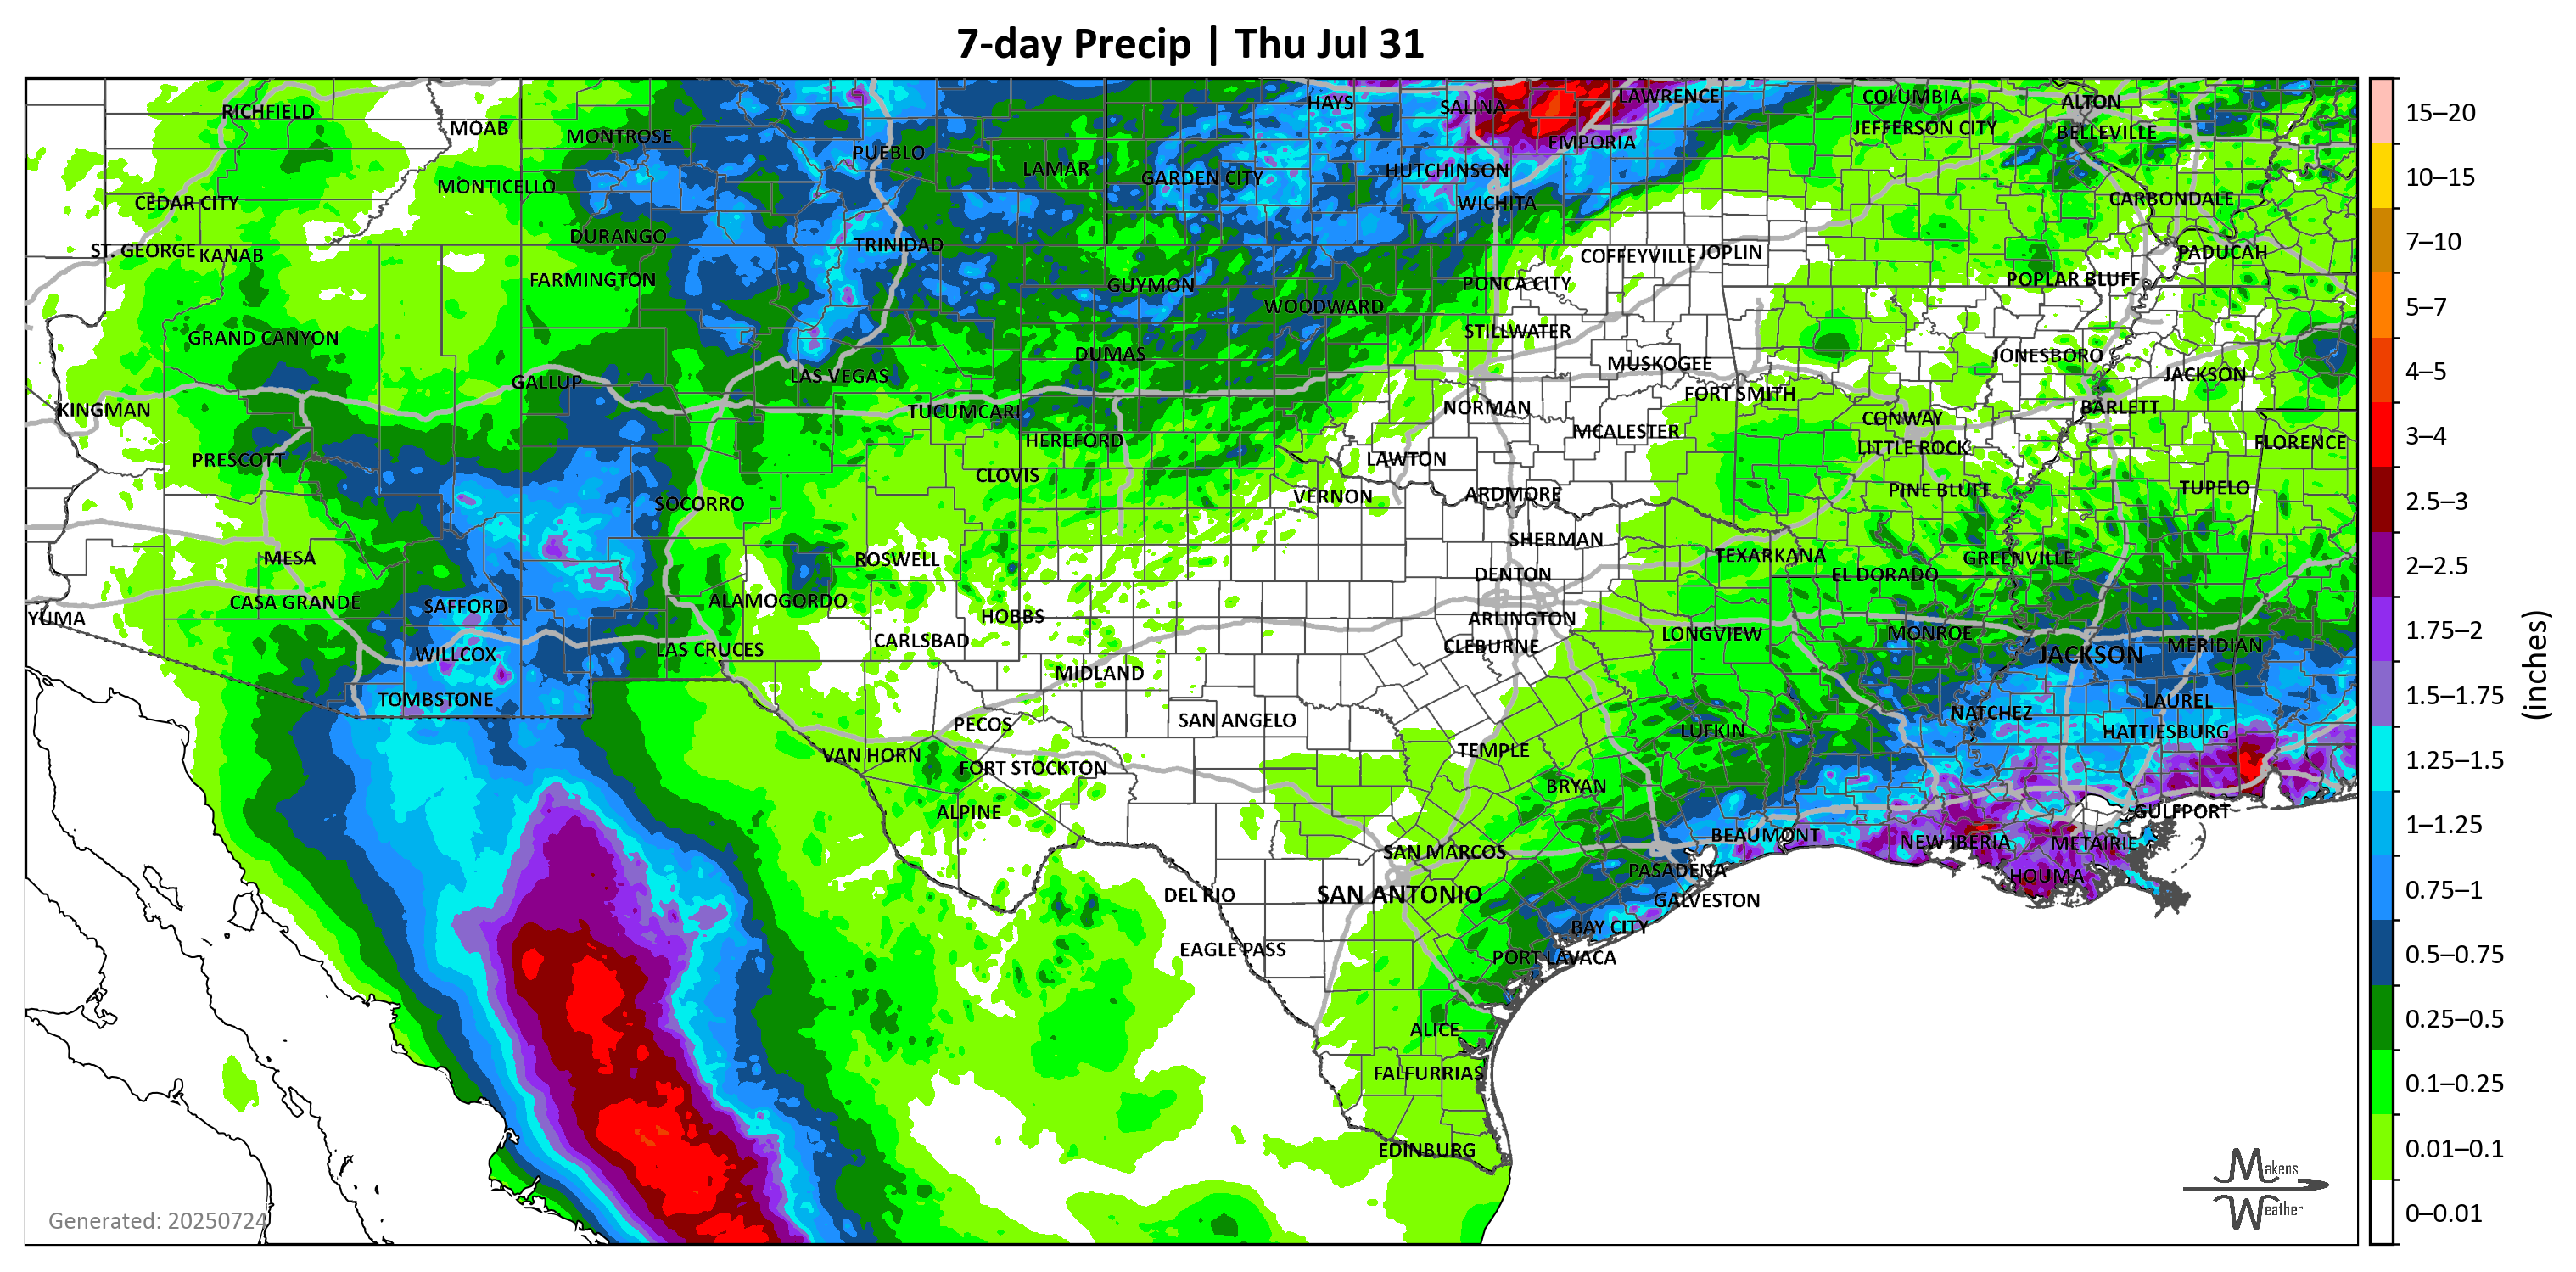 7-day Precip | Thu Jul 31
RICHFIELD
MOAB
MONTROSE
PUEBLO
LAMAR
HAYS
SALINA
LAWRENCE
COLUMBIA
ALTON
JEFFERSON CITY
BELLEVILLE
EMPORIA
MONTICELLO
GARDEN CITY
HUTCHINSON
CEDAR CITY
WICHITA
CARBONDALE
DURANGO
TRINIDAD
ST. GEORGE
KANAB
COFFEYVILLE
JOPLIN
PADUCAH
FARMINGTON
GUYMON
PONCA CITY
POPLAR BLUFF
WOODWARD
GRAND CANYON
STILLWATER
DUMAS
JONESBORO
MUSKOGEE
JACKSON
GALLUP
LAS VEGAS
FORT SMITH
KINGMAN
TUCUMCARI
NORMAN
BARLETT
CONWAY
HEREFORD
MCALESTER
LITTLE ROCK
FLORENCE
PRESCOTT
LAWTON
CLOVIS
VERNON
ARDMORE
PINE BLUFF
TUPELO
SOCORRO
SHERMAN
MESA
ROSWELL
TEXARKANA
GREENVILLE
DENTON
EL DORADO
CASA GRANDE
SAFFORD
ALAMOGORDO
YUMA
HOBBS
ARLINGTON
CARLSBAD
LONGVIEW
MONROE
WILLCOX
LAS CRUCES
CLEBURNE
JACKSON
MERIDIAN
MIDLAND
TOMBSTONE
LAUREL
PECOS
SAN ANGELO
NATCHEZ
LUFKIN
HATTIESBURG
VAN HORN
TEMPLE
FORT STOCKTON
BRYAN
ALPINE
GULFPORT
BEAUMONT
NEW IBERIA
METAIRIE
SAN MARCOS
PASADENA
HOUMA
DEL RIO
SAN ANTONIO
GALVESTON
BAY CITY
EAGLE PASS
PORT LAVACA
ALICE
FALFURRIAS
EDINBURG
Generated: 20250724
Makens
Weather
15–20
10–15
7–10
5–7
4–5
3–4
2.5–3
2–2.5
1.75–2
1.5–1.75
1.25–1.5
1–1.25
0.75–1
0.5–0.75
0.25–0.5
0.1–0.25
0.01–0.1
0–0.01
(inches)